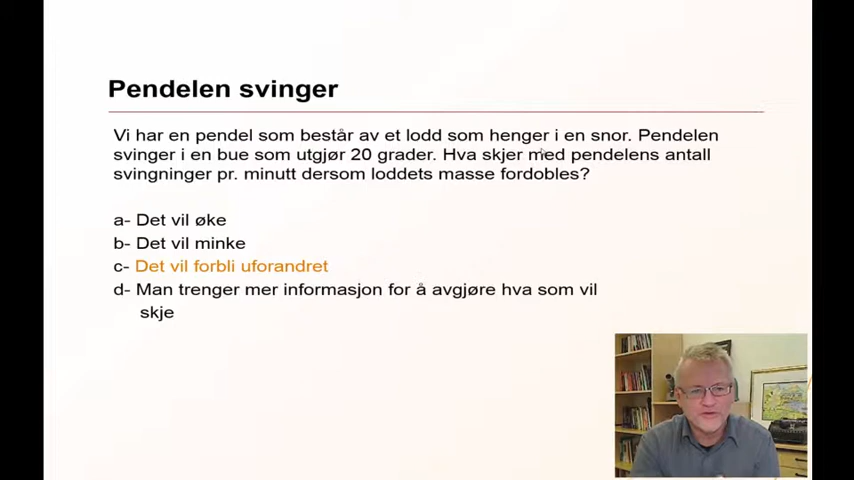 Pendelen svinger
Vi har en pendel som består av et lodd som henger i en snor. Pendelen
svinger i en bue som utgjør 20 grader. Hva skjer med pendelens antall
svingninger pr. minutt dersom loddets masse fordobles?
a- Det vil øke
b- Det vil minke
c- Det vil forbli uforandret
d- Man trenger mer informasjon for å avgjøre hva som vil
skje